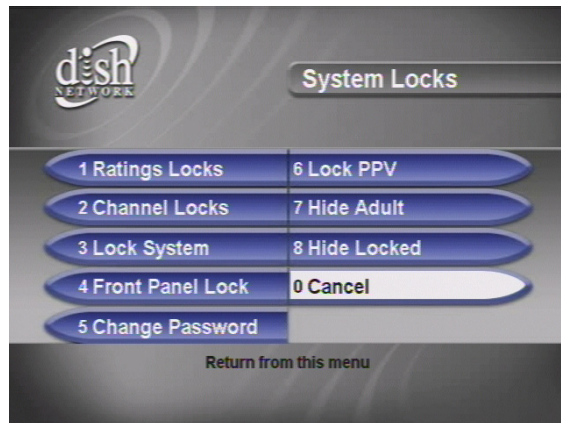 dish
NETWORK
System Locks
1 Ratings Locks
2 Channel Locks
3 Lock System
4 Front Panel Lock
5 Change Password
6 Lock PPV
7 Hide Adult
8 Hide Locked
0 Cancel
Return from this menu